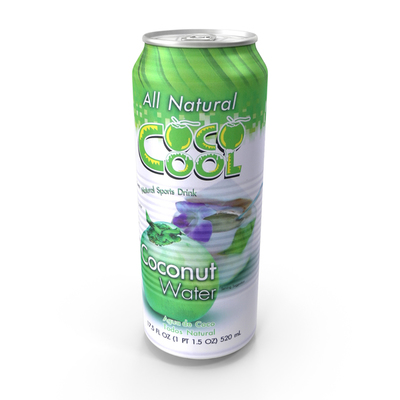 All Natural
COCO
COOL
Natural Sports Drink
Coconut
Water
Agua de Coco
Todas Natural
17.5 FL OZ (1 PT 1.5 OZ) 520 mL